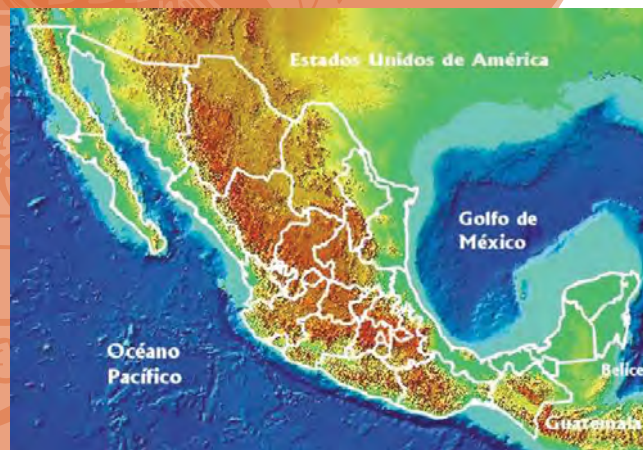 Estados Unidos de América
Golfo de
México
Océano
Pacífico
Belice
Guatemala